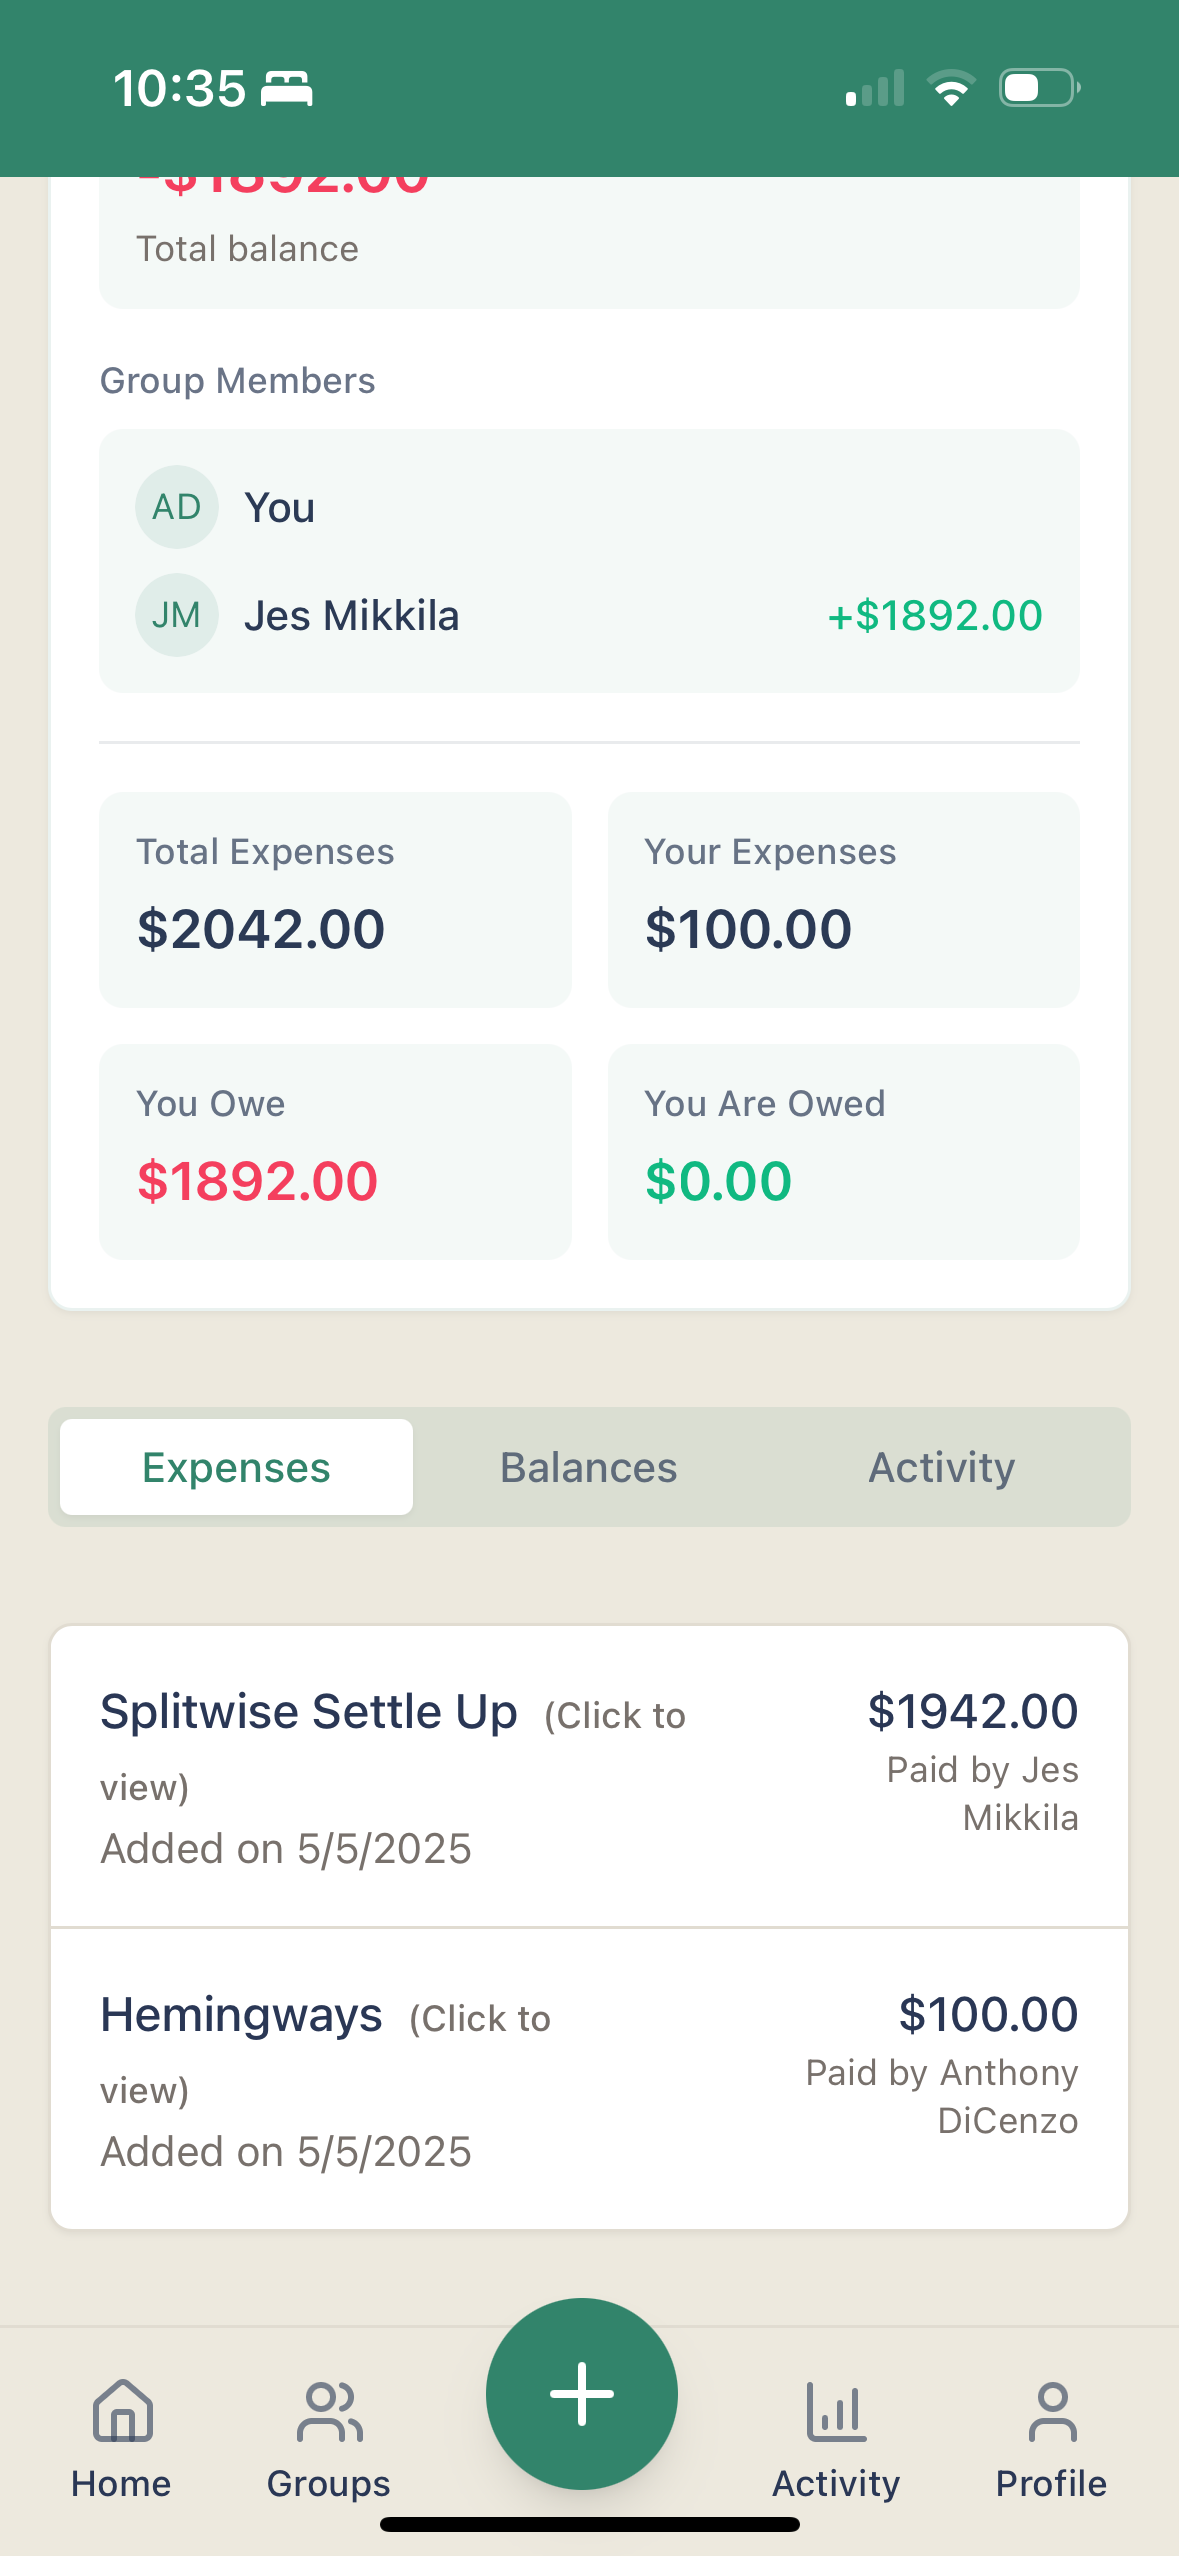 10:35
-$1892.00
Total balance
Group Members
AD You
JM Jes Mikkila +$1892.00
Total Expenses
$2042.00
Your Expenses
$100.00
You Owe
$1892.00
You Are Owed
$0.00
Expenses Balances Activity
Splitwise Settle Up (Click to
view)
Added on 5/5/2025
$1942.00
Paid by Jes
Mikkila
Hemingways (Click to
view)
Added on 5/5/2025
$100.00
Paid by Anthony
DiCenzo
Home Groups Activity Profile